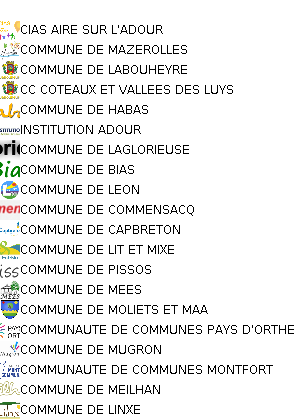 CIAS AIRE SUR L'ADOUR
COMMUNE DE MAZEROLLES
COMMUNE DE LABOUHEYRE
CC COTEAUX ET VALLEES DES LUYS
COMMUNE DE HABAS
INSTITUTION ADOUR
COMMUNE DE LAGLORIEUSE
COMMUNE DE BIAS
COMMUNE DE LEON
COMMUNE DE COMMENSACQ
COMMUNE DE CAPBRETON
COMMUNE DE LIT ET MIXE
COMMUNE DE PISSOS
COMMUNE DE MEES
COMMUNE DE MOLIETS ET MAA
COMMUNAUTE DE COMMUNES PAYS D'ORTHE
COMMUNE DE MUGRON
COMMUNAUTE DE COMMUNES MONTFORT
COMMUNE DE MEILHAN
COMMUNE DE LINXE